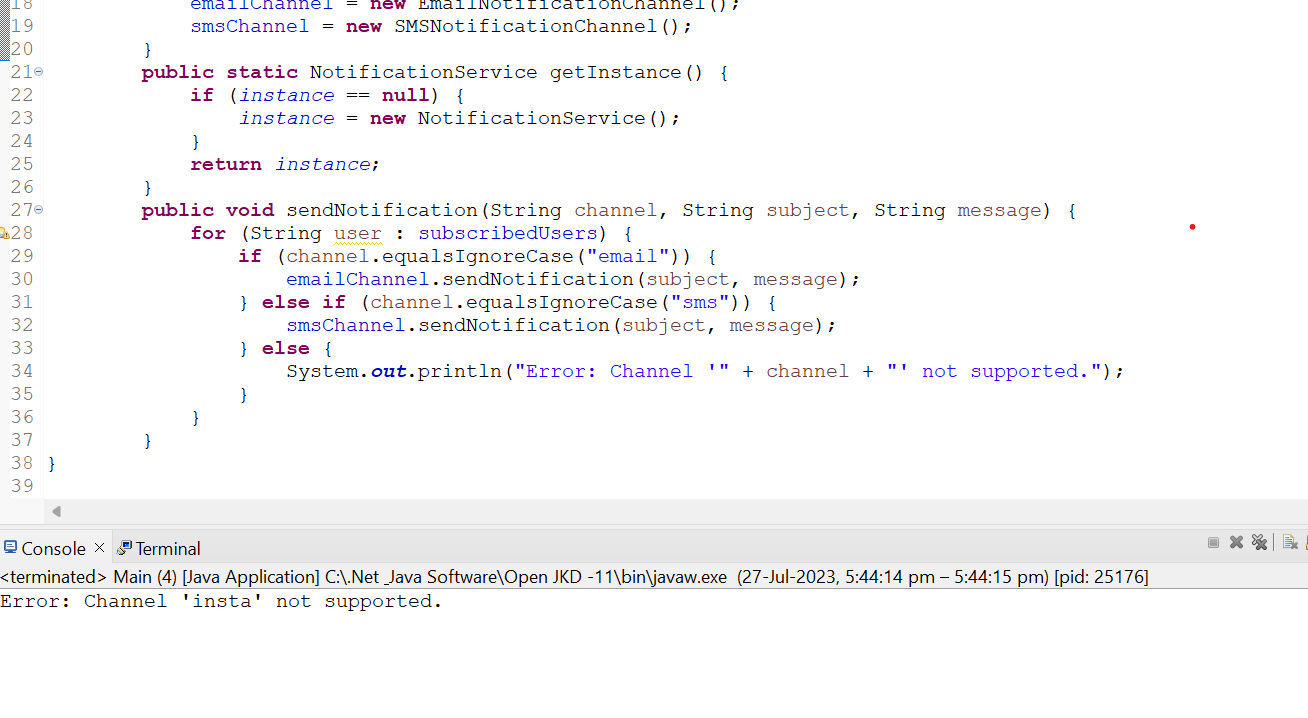 18 emailChannel = new EmailNotificationChannel();
19 smsChannel = new SMSNotificationChannel();
20 }
21 public static NotificationService getInstance() {
22 if (instance == null) {
23 instance = new NotificationService();
24 }
25 return instance;
26 }
27 public void sendNotification(String channel, String subject, String message) {
28 for (String user : subscribedUsers) {
29 if (channel.equalsIgnoreCase("email")) {
30 emailChannel.sendNotification(subject, message);
31 } else if (channel.equalsIgnoreCase("sms")) {
32 smsChannel.sendNotification(subject, message);
33 } else {
34 System.out.println("Error: Channel '" + channel + "' not supported.");
35 }
36 }
37 }
38 }
39
Console Terminal
<terminated> Main (4) [Java Application] C:\.Net _Java Software\Open JKD -11\bin\javaw.exe (27-Jul-2023, 5:44:14 pm – 5:44:15 pm) [pid: 25176]
Error: Channel 'insta' not supported.